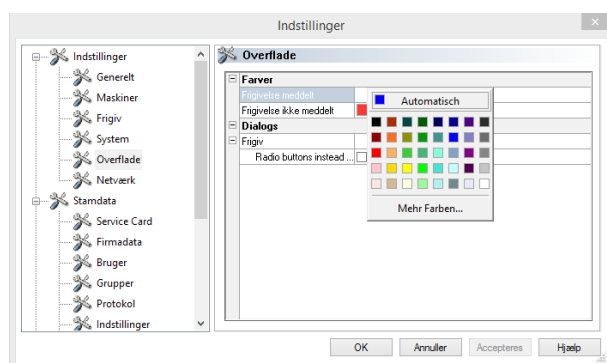 Indstillinger
Indstillinger
Generelt
Maskiner
Frigiv
System
Overflade
Netværk
Stamdata
Service Card
Firmadata
Bruger
Grupper
Protokol
Indstillinger
Overflade
Farver
Frigivelse meddelt
Frigivelse ikke meddelt
Dialogs
Frigiv
Radio buttons instead ...
Automatisch
Mehr Farben...
OK
Annuller
Accepteres
Hjælp